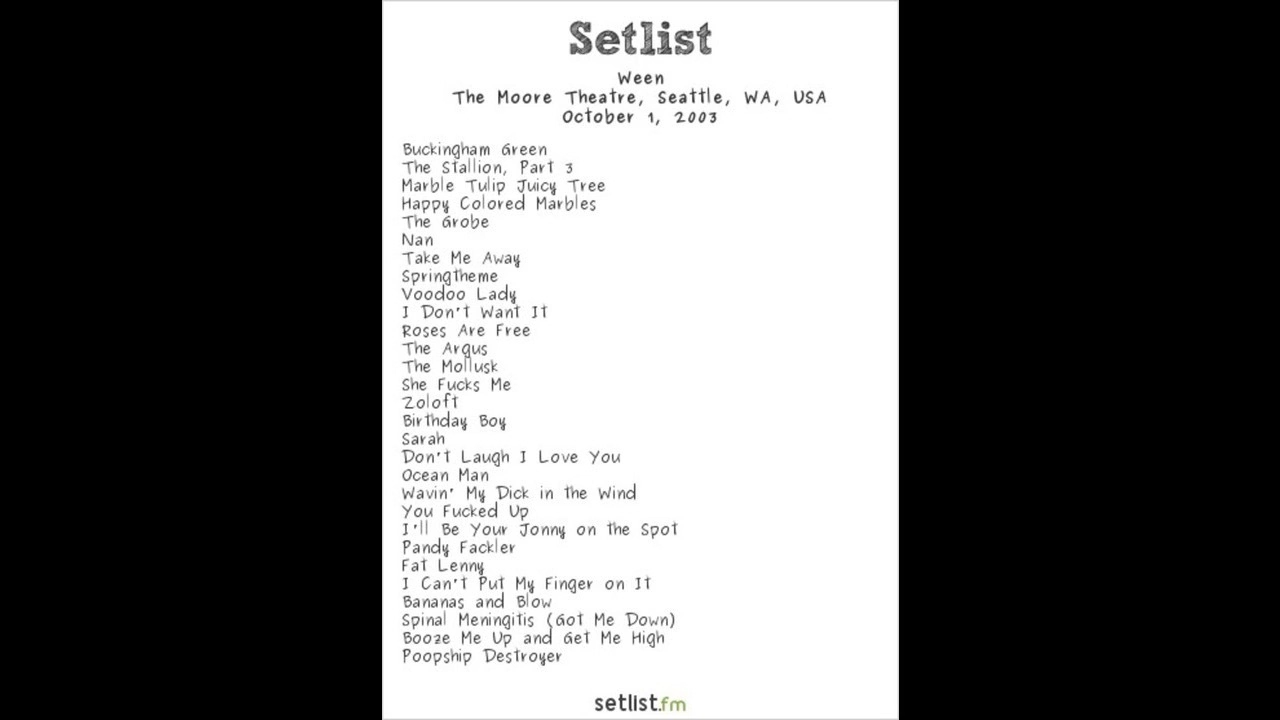 Setlist
Ween
The Moore Theatre, Seattle, WA, USA
October 1, 2003
Buckingham Green
The Stallion, Part 3
Marble Tulip Juicy Tree
Happy Colored Marbles
The Grobe
Nan
Take Me Away
Springtheme
Voodoo Lady
I Don't Want It
Roses Are Free
The Argus
The Mollusk
She Fucks Me
Zoloft
Birthday Boy
Sarah
Don't Laugh I Love You
Ocean Man
Wavin' My Dick in the Wind
You Fucked Up
I'll Be Your Jonny on the Spot
Pandy Fackler
Fat Lenny
I Can't Put My Finger on It
Bananas and Blow
Spinal Meningitis (Got Me Down)
Booze Me Up and Get Me High
Poopship Destroyer
setlist.fm